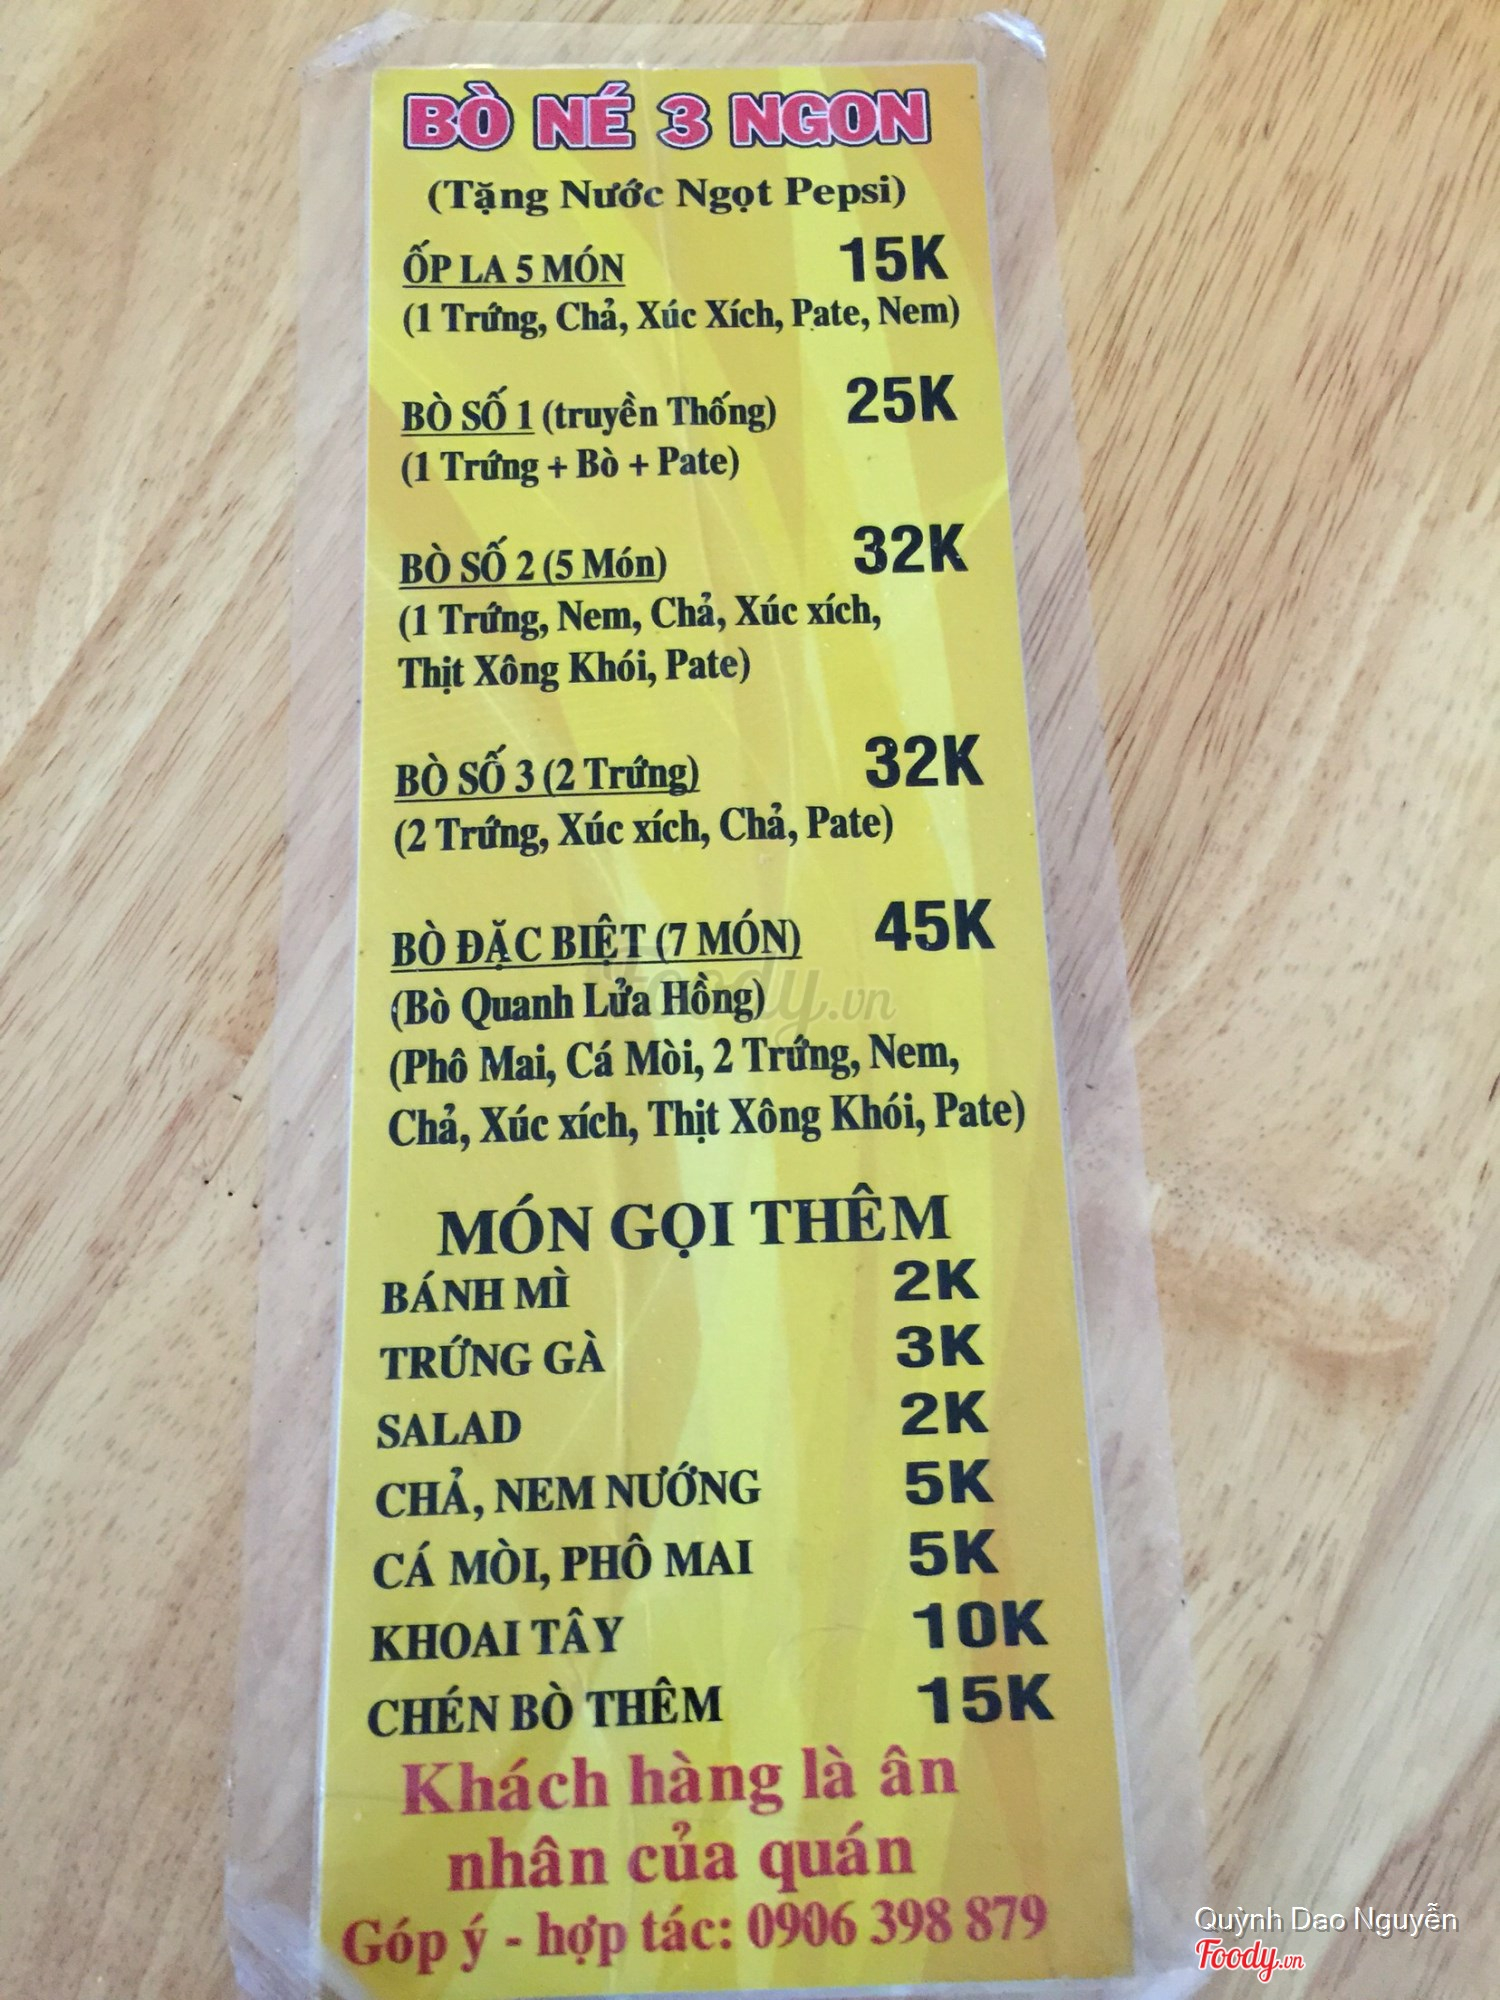 BÒ NÉ 3 NGON
(Tặng Nước Ngọt Pepsi)
ỐP LA 5 MÓN 15K
(1 Trứng, Chả, Xúc Xích, Pate, Nem)
BÒ SỐ 1 (truyền Thống) 25K
(1 Trứng + Bò + Pate)
BÒ SỐ 2 (5 Món) 32K
(1 Trứng, Nem, Chả, Xúc xích,
Thịt Xông Khói, Pate)
BÒ SỐ 3 (2 Trứng) 32K
(2 Trứng, Xúc xích, Chả, Pate)
BÒ ĐẶC BIỆT (7 MÓN) 45K
(Bò Quanh Lửa Hồng)
Foody.vn
(Phô Mai, Cá Mòi, 2 Trứng, Nem,
Chả, Xúc xích, Thịt Xông Khói, Pate)
MÓN GỌI THÊM
BÁNH MÌ 2K
TRỨNG GÀ 3K
SALAD 2K
CHẢ, NEM NƯỚNG 5K
CÁ MÒI, PHÔ MAI 5K
KHOAI TÂY 10K
CHÉN BÒ THÊM 15K
Khách hàng là ân
nhân của quán
Góp ý - hợp tác: 0906 398 879
Quỳnh Dao Nguyễn
Foody.vn